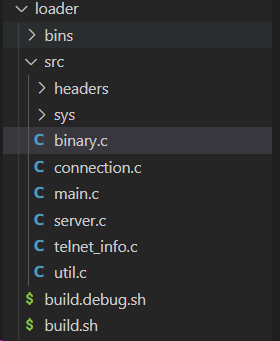 loader
bins
src
headers
sys
C binary.c
C connection.c
C main.c
C server.c
C telnet_info.c
C util.c
$ build.debug.sh
$ build.sh